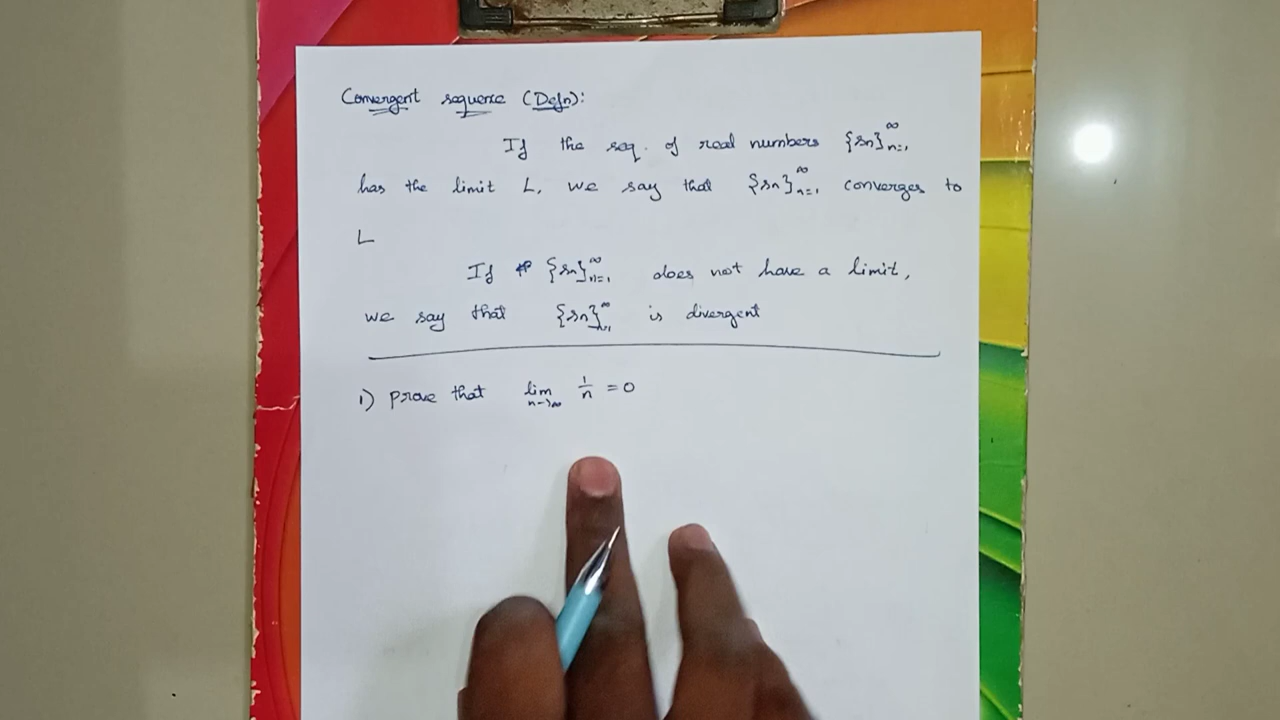 Convergent sequence (Defn):
If the seq. of real numbers {sn}∞n=1
has the limit L, we say that {sn}∞n=1 converges to
L
If {sn}∞n=1 does not have a limit,
we say that {sn}∞n=1 is divergent
1) Prove that lim n→∞ 1/n = 0